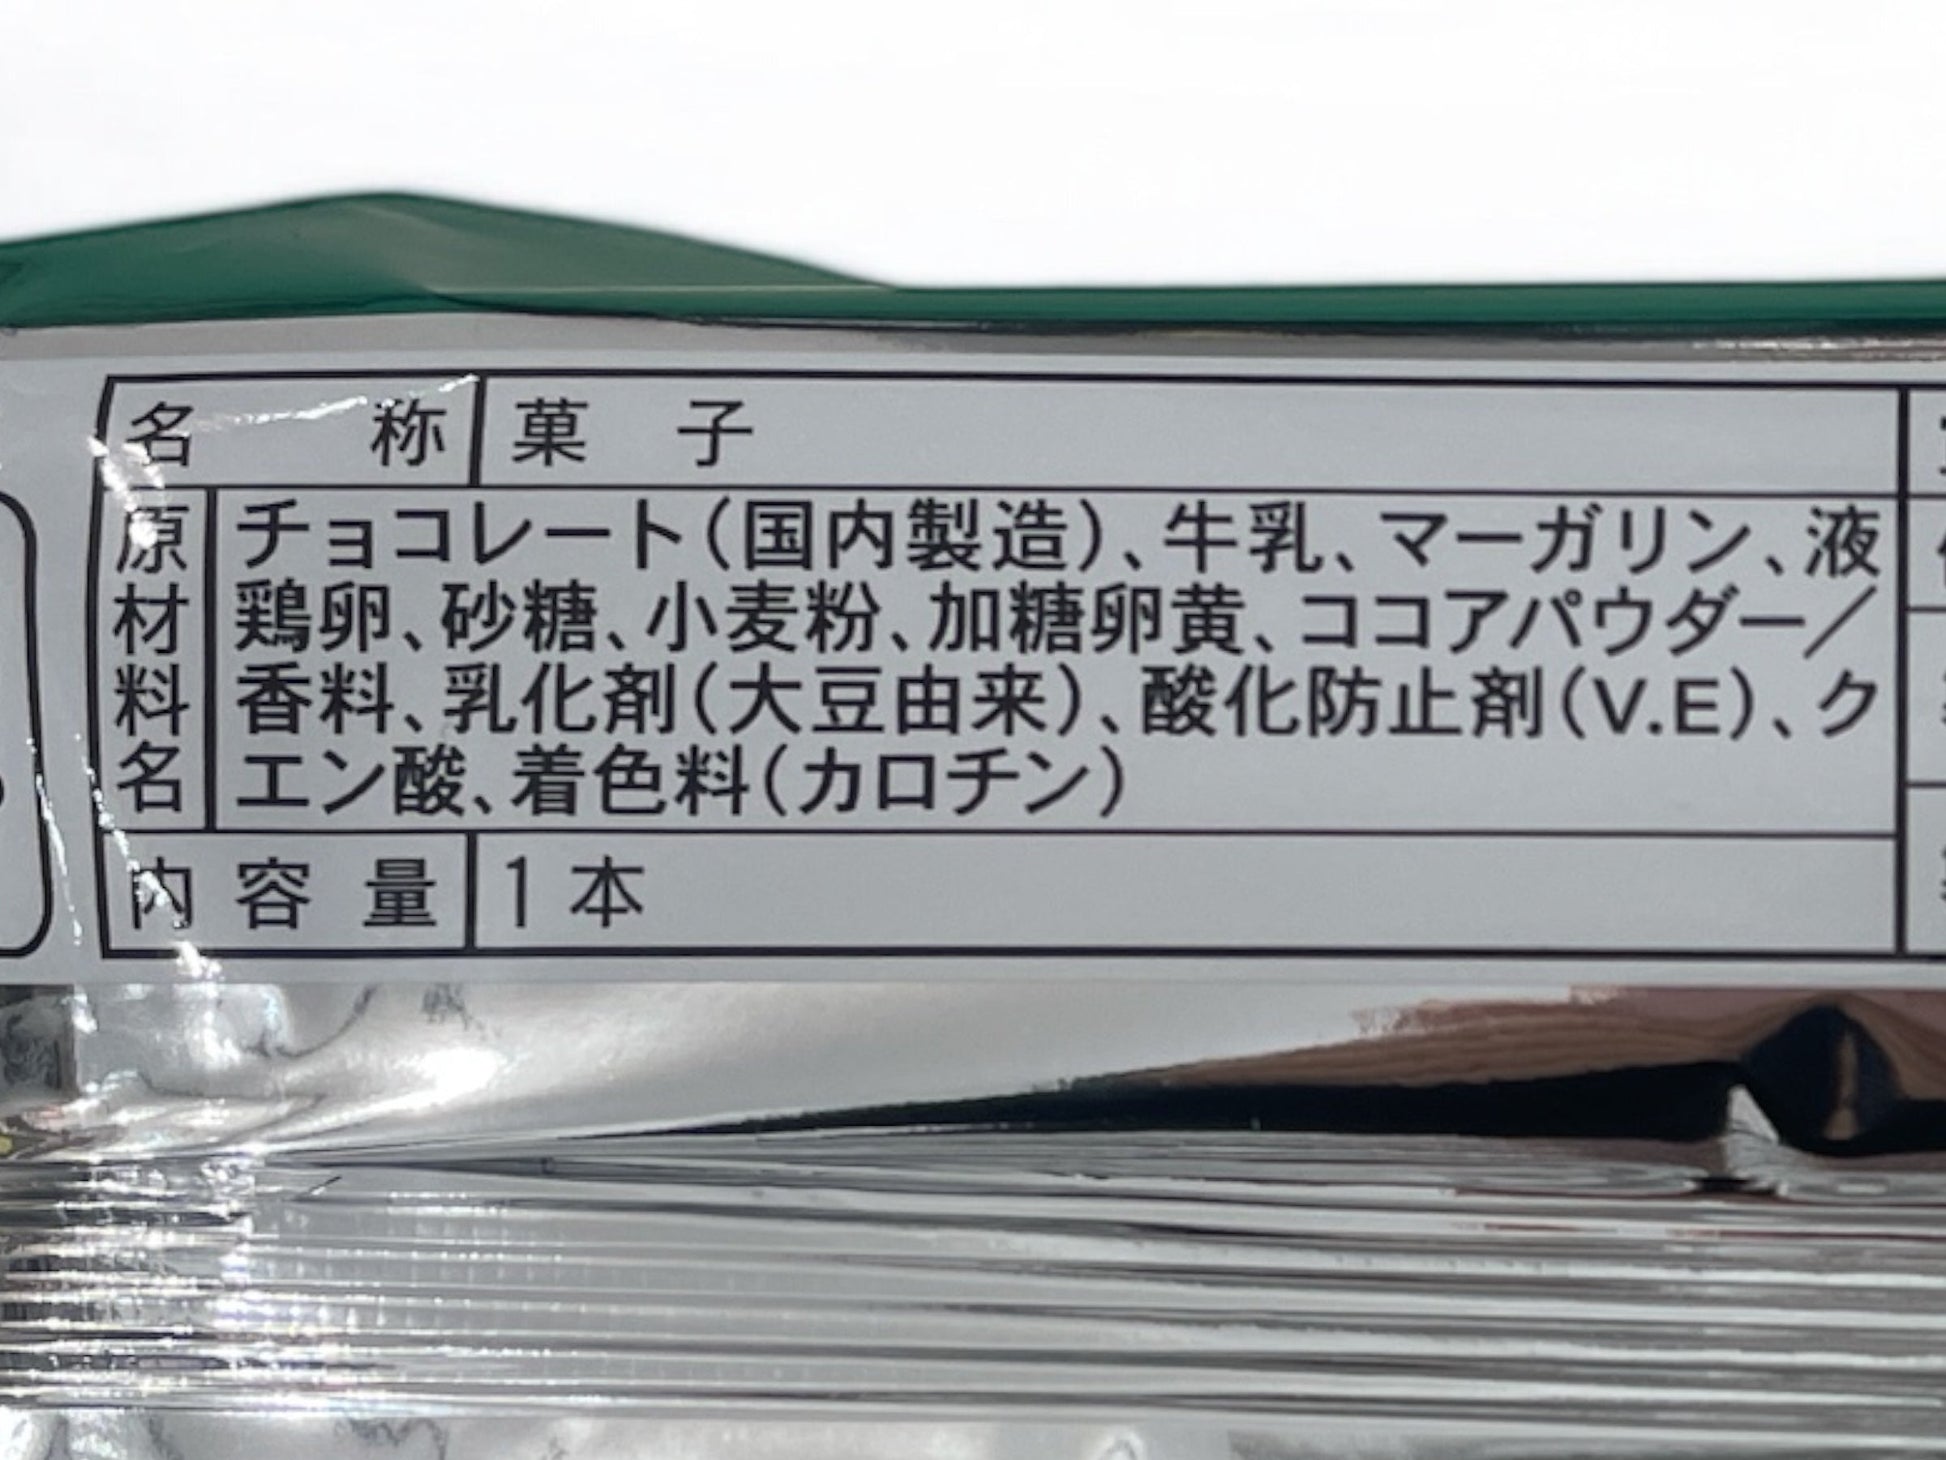 名称 菓子
原材料名 チョコレート(国内製造)、牛乳、マーガリン、液
鶏卵、砂糖、小麦粉、加糖卵黄、ココアパウダー／
香料、乳化剤(大豆由来)、酸化防止剤(V.E)、ク
エン酸、着色料(カロチン)
内容量 1本